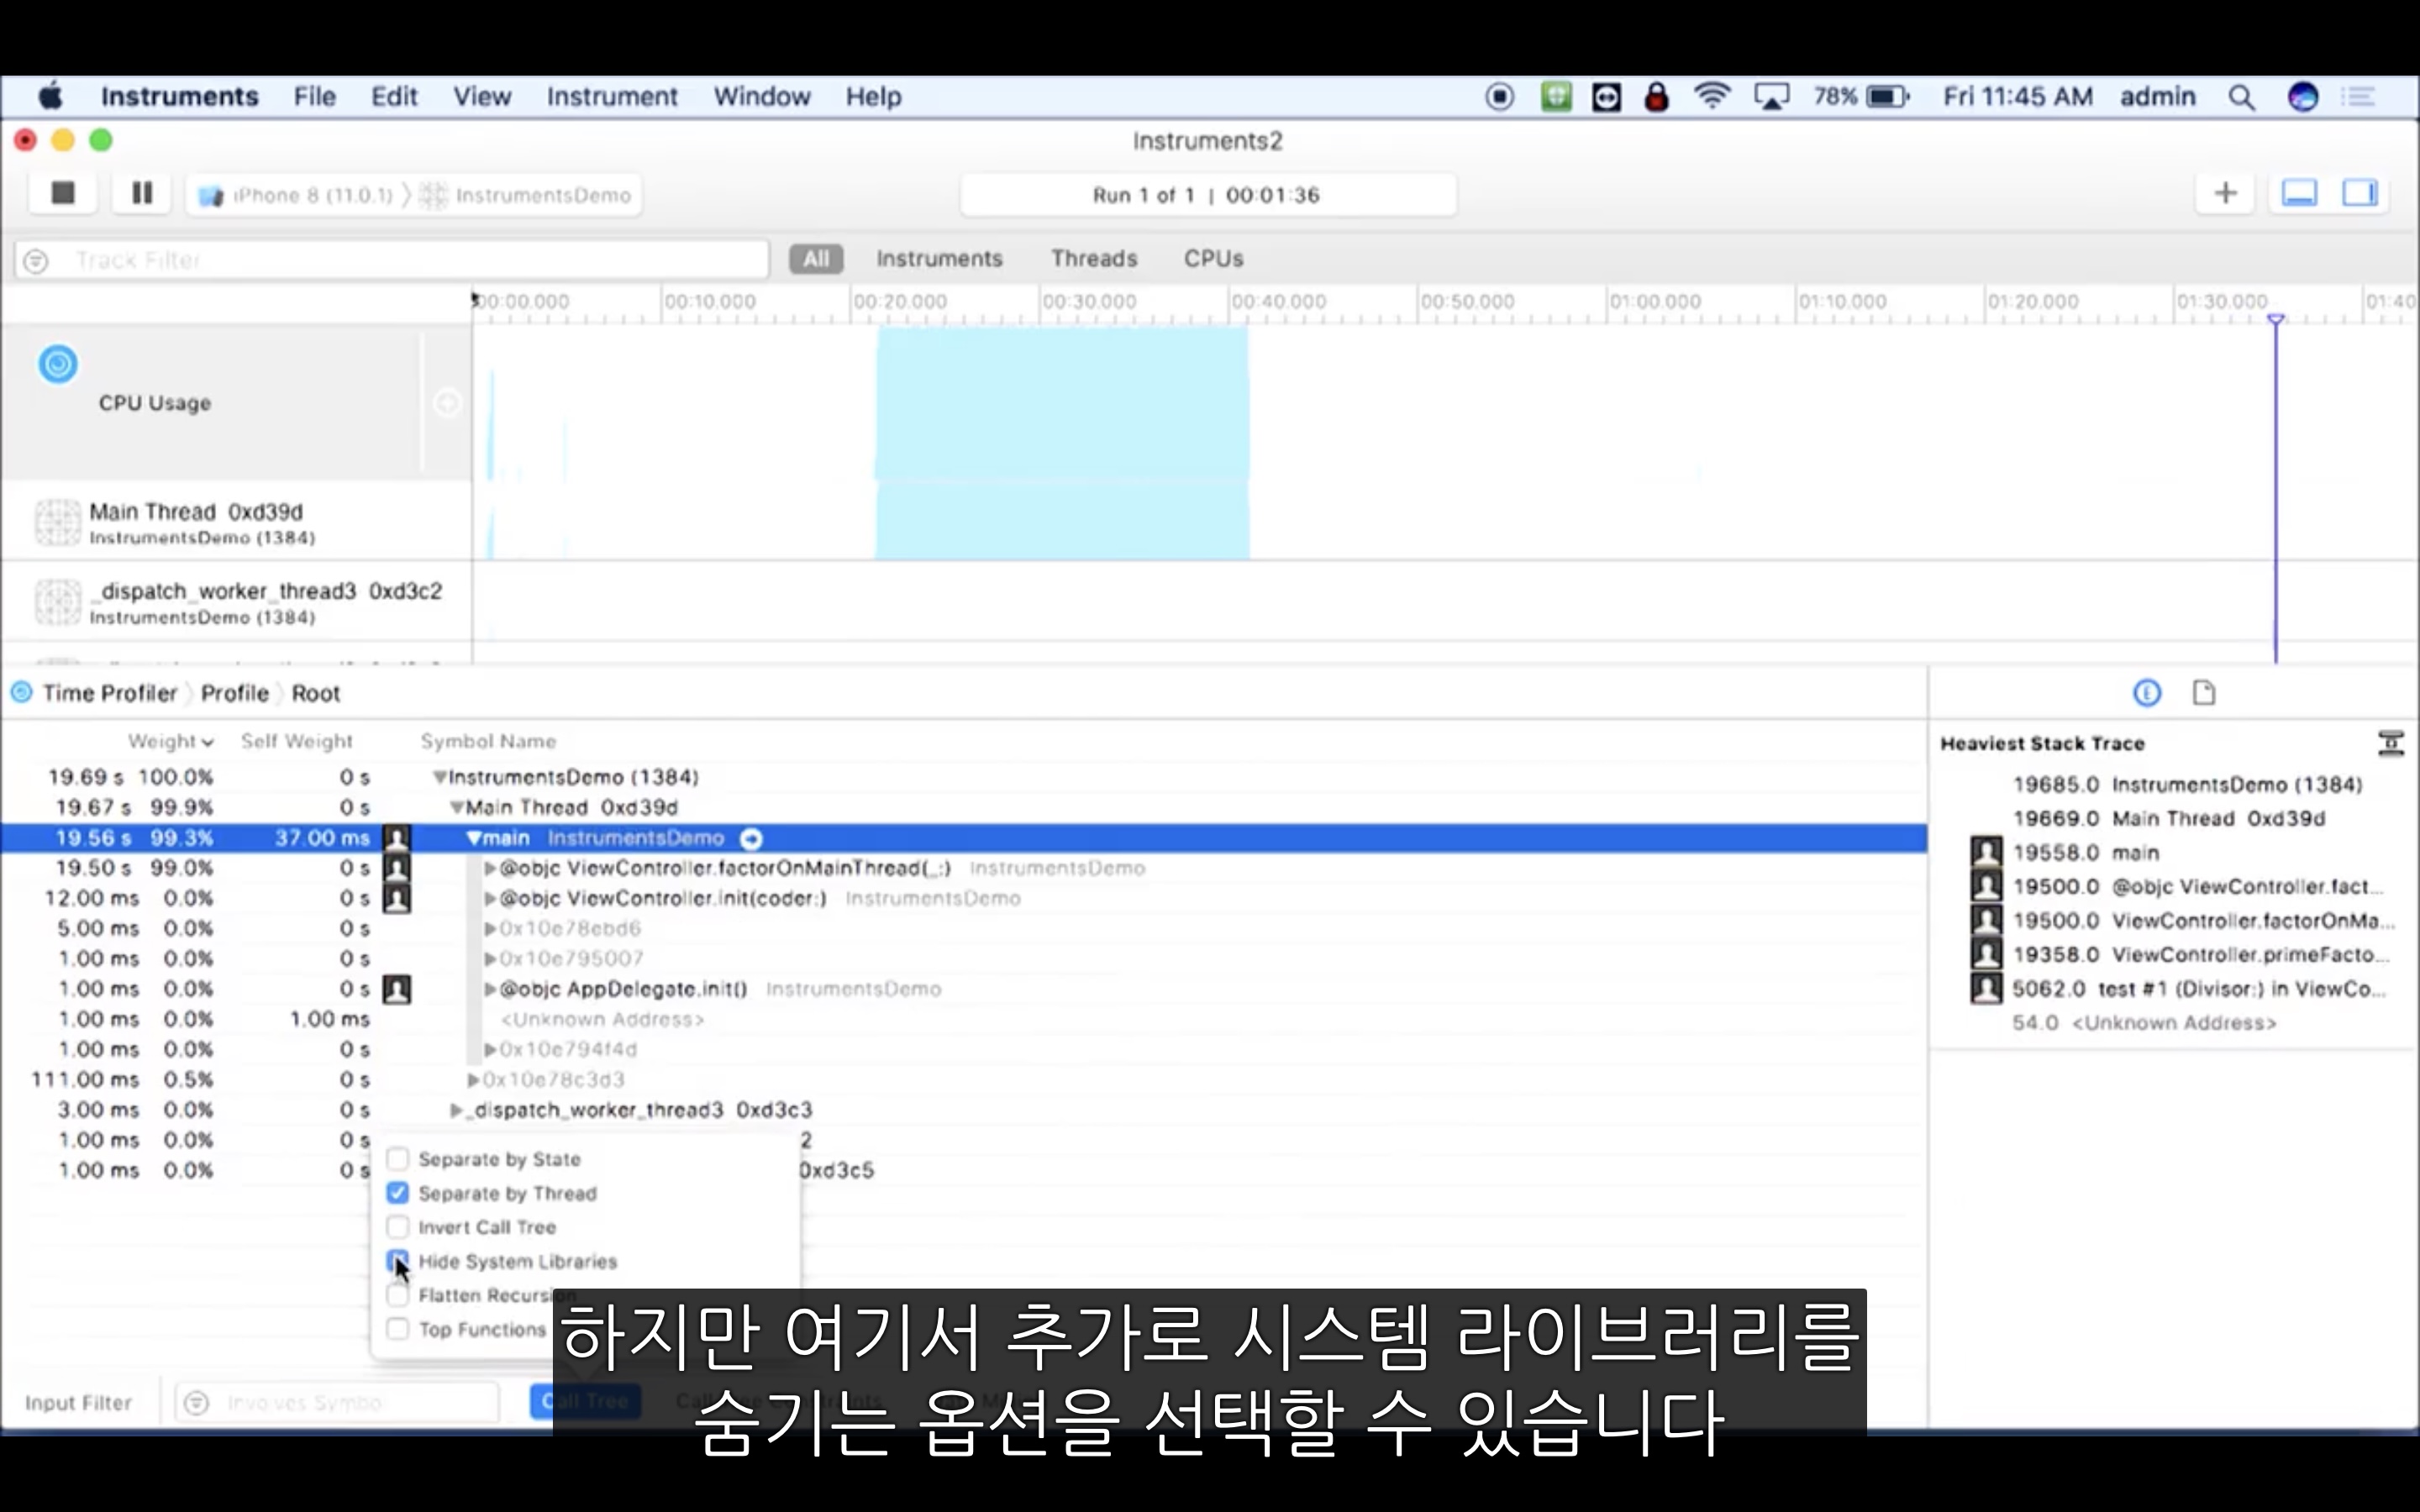 Instruments File Edit View Instrument Window Help 78% Fri 11:45 AM admin
Instruments2
iPhone 8 (11.0.1) InstrumentsDemo Run 1 of 1 | 00:01:36
Track Filter All Instruments Threads CPUs
00:00.000 00:10.000 00:20.000 00:30.000 00:40.000 00:50.000 01:00.000 01:10.000 01:20.000 01:30.000 01:40
CPU Usage
Main Thread 0xd39d
InstrumentsDemo (1384)
_dispatch_worker_thread3 0xd3c2
InstrumentsDemo (1384)
Time Profiler Profile Root
Weight Self Weight Symbol Name
19.69 s 100.0% 0 s InstrumentsDemo (1384)
19.67 s 99.9% 0 s Main Thread 0xd39d
19.56 s 99.3% 37.00 ms main InstrumentsDemo
19.50 s 99.0% 0 s @objc ViewController.factorOnMainThread(_:) InstrumentsDemo
12.00 ms 0.0% 0 s @objc ViewController.init(coder:) InstrumentsDemo
5.00 ms 0.0% 0 s 0x10e78ebd6
1.00 ms 0.0% 0 s 0x10e795007
1.00 ms 0.0% 0 s @objc AppDelegate.init() InstrumentsDemo
1.00 ms 0.0% 1.00 ms <Unknown Address>
1.00 ms 0.0% 0 s 0x10e794f4d
111.00 ms 0.5% 0 s 0x10e78c3d3
3.00 ms 0.0% 0 s _dispatch_worker_thread3 0xd3c3
1.00 ms 0.0% 0 s 2
1.00 ms 0.0% 0 s 0xd3c5
Separate by State
Separate by Thread
Invert Call Tree
Hide System Libraries
Flatten Recursion
Top Functions
Input Filter Call Tree
Heaviest Stack Trace
19685.0 InstrumentsDemo (1384)
19669.0 Main Thread 0xd39d
19558.0 main
19500.0 @objc ViewController.fact...
19500.0 ViewController.factorOnMa...
19358.0 ViewController.primeFacto...
5062.0 test #1 (Divisor:) in ViewCo...
54.0 <Unknown Address>
하지만 여기서 추가로 시스템 라이브러리를
숨기는 옵션을 선택할 수 있습니다